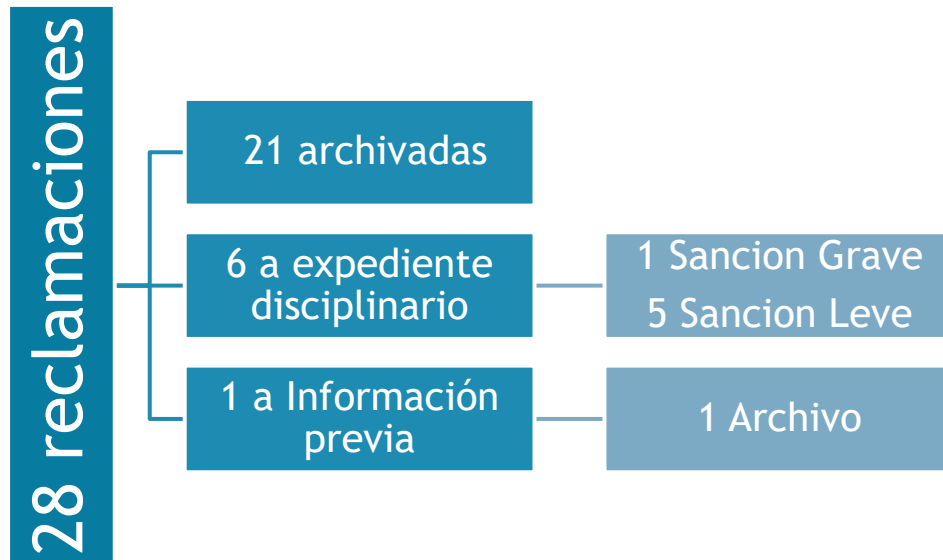 28 reclamaciones
21 archivadas
6 a expediente
disciplinario
1 Sancion Grave
5 Sancion Leve
1 a Información
previa
1 Archivo